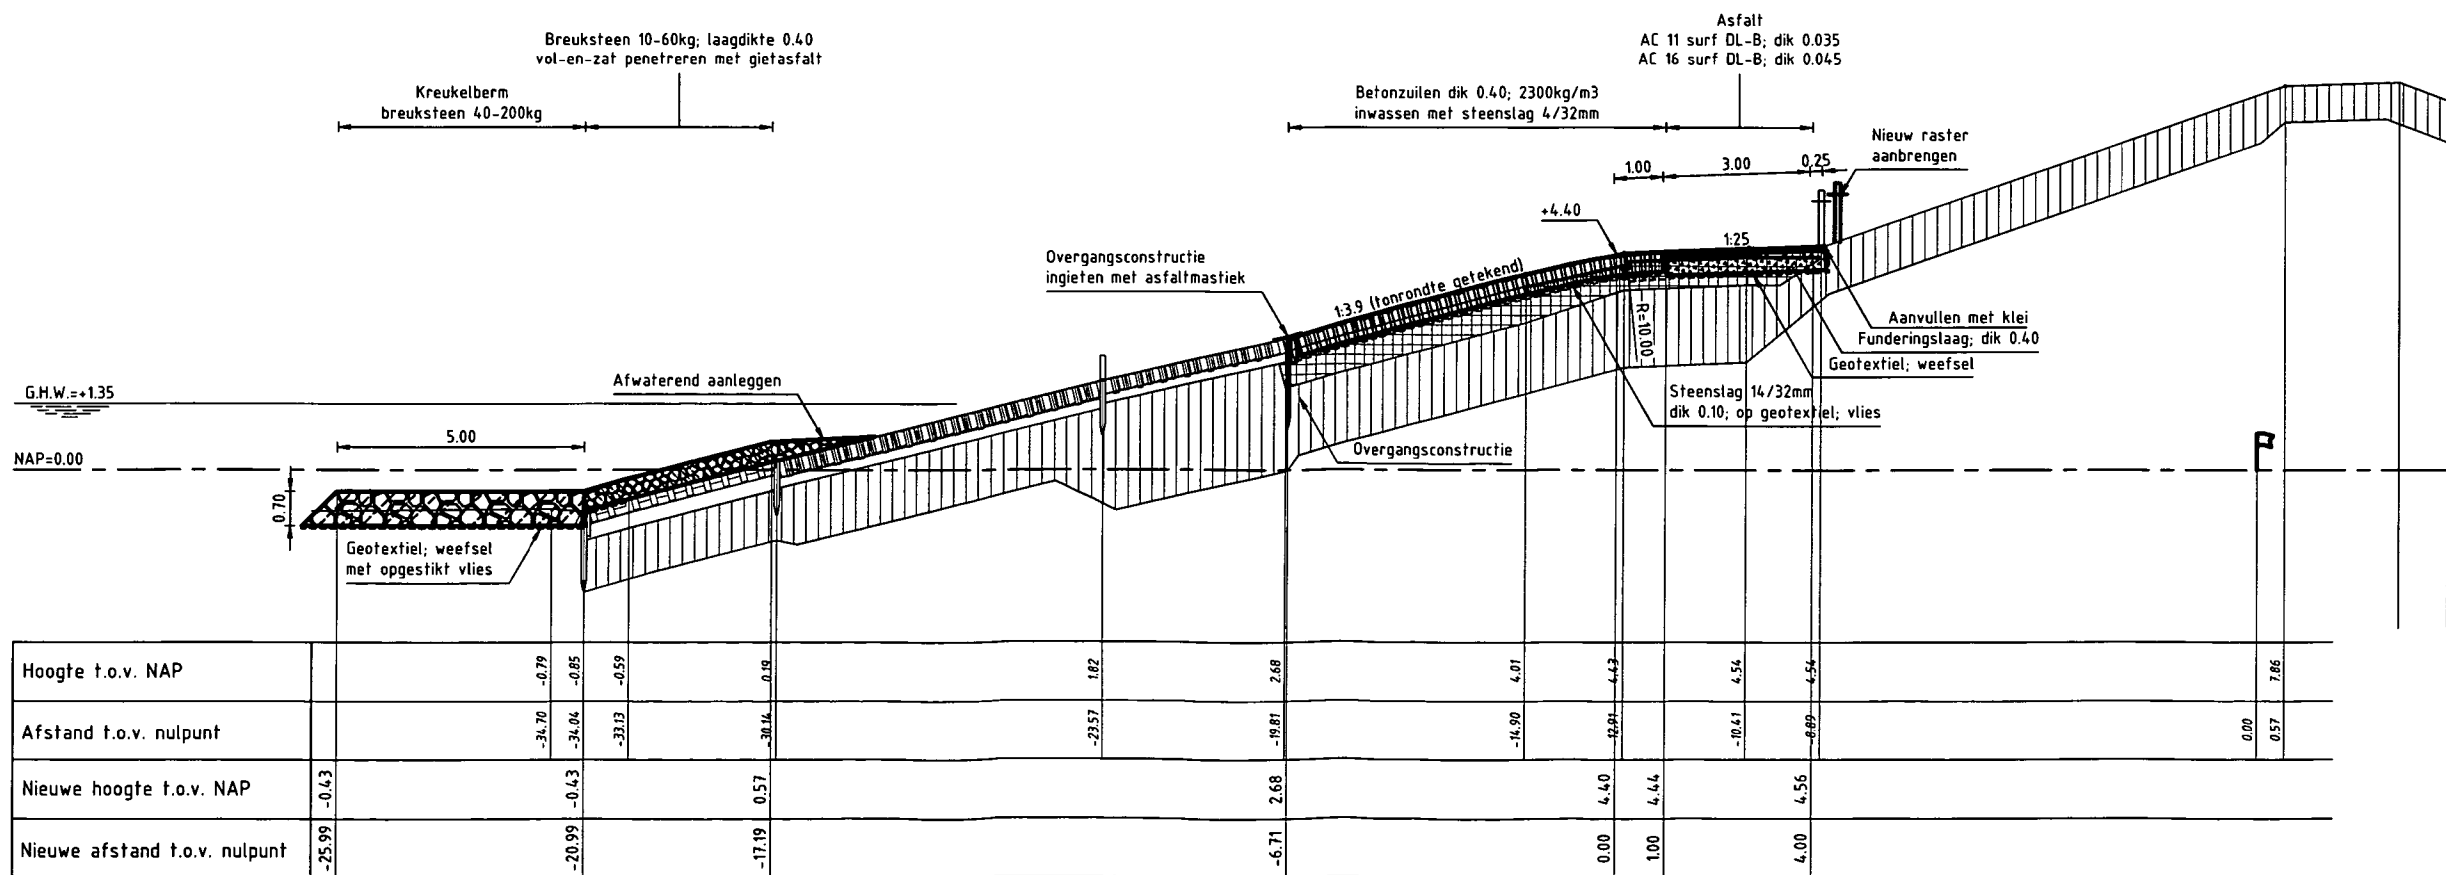 Asfalt
AC 11 surf DL-B; dik 0.035
AC 16 surf DL-B; dik 0.045
Breuksteen 10-60kg; laagdikte 0.40
vol-en-zat penetreren met gietasfalt
Kreukelberm
breuksteen 40-200kg
Betonzuilen dik 0.40; 2300kg/m3
inwassen met steenslag 4/32mm
Nieuw raster
aanbrengen
1.00 3.00 0,25
+4.40
1:25
Overgangsconstructie
ingieten met asfaltmastiek
1:3.9 (tonrondte getekend)
R=10.00
Aanvullen met klei
Funderingslaag; dik 0.40
Geotextiel; weefsel
Afwaterend aanleggen
G.H.W.=+1.35
Steenslag 14/32mm
dik 0.10; op geotextiel; vlies
5.00
Overgangsconstructie
NAP=0.00
0.70
Geotextiel; weefsel
met opgestikt vlies
Hoogte t.o.v. NAP -0.79 -0.85 -0.59 0.19 1.82 2.68 4.01 4.43 4.54 4.54 7.86
Afstand t.o.v. nulpunt -34.70 -34.04 -33.13 -30.14 -23.57 -19.81 -14.90 12.91 -10.41 -8.89 0.00 0.57
Nieuwe hoogte t.o.v. NAP -0.43 -0.43 0.57 2.68 4.40 4.44 4.56
Nieuwe afstand t.o.v. nulpunt -25.99 -20.99 -17.19 -6.71 0.00 1.00 4.00